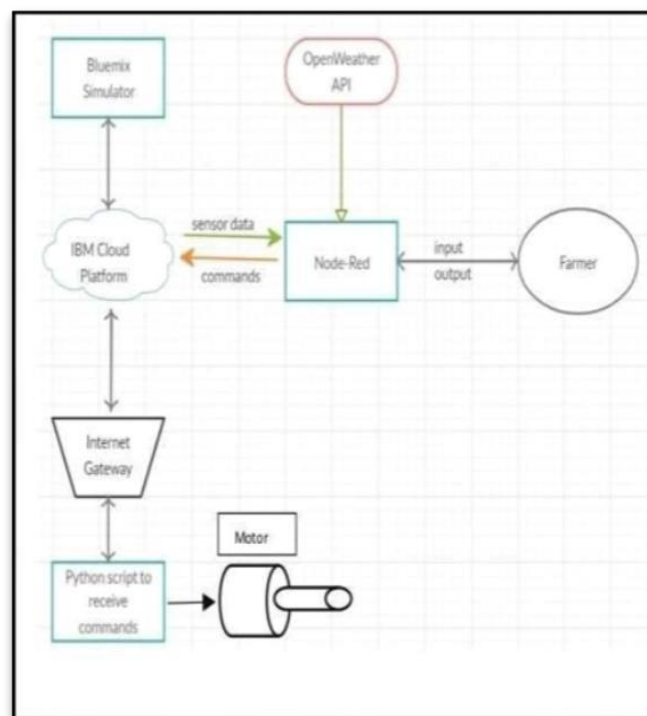 Bluemix
Simulator
OpenWeather
API
sensor data
IBM Cloud
Platform
commands
Node-Red
input
output
Farmer
Internet
Gateway
Motor
Python script to
receive
commands